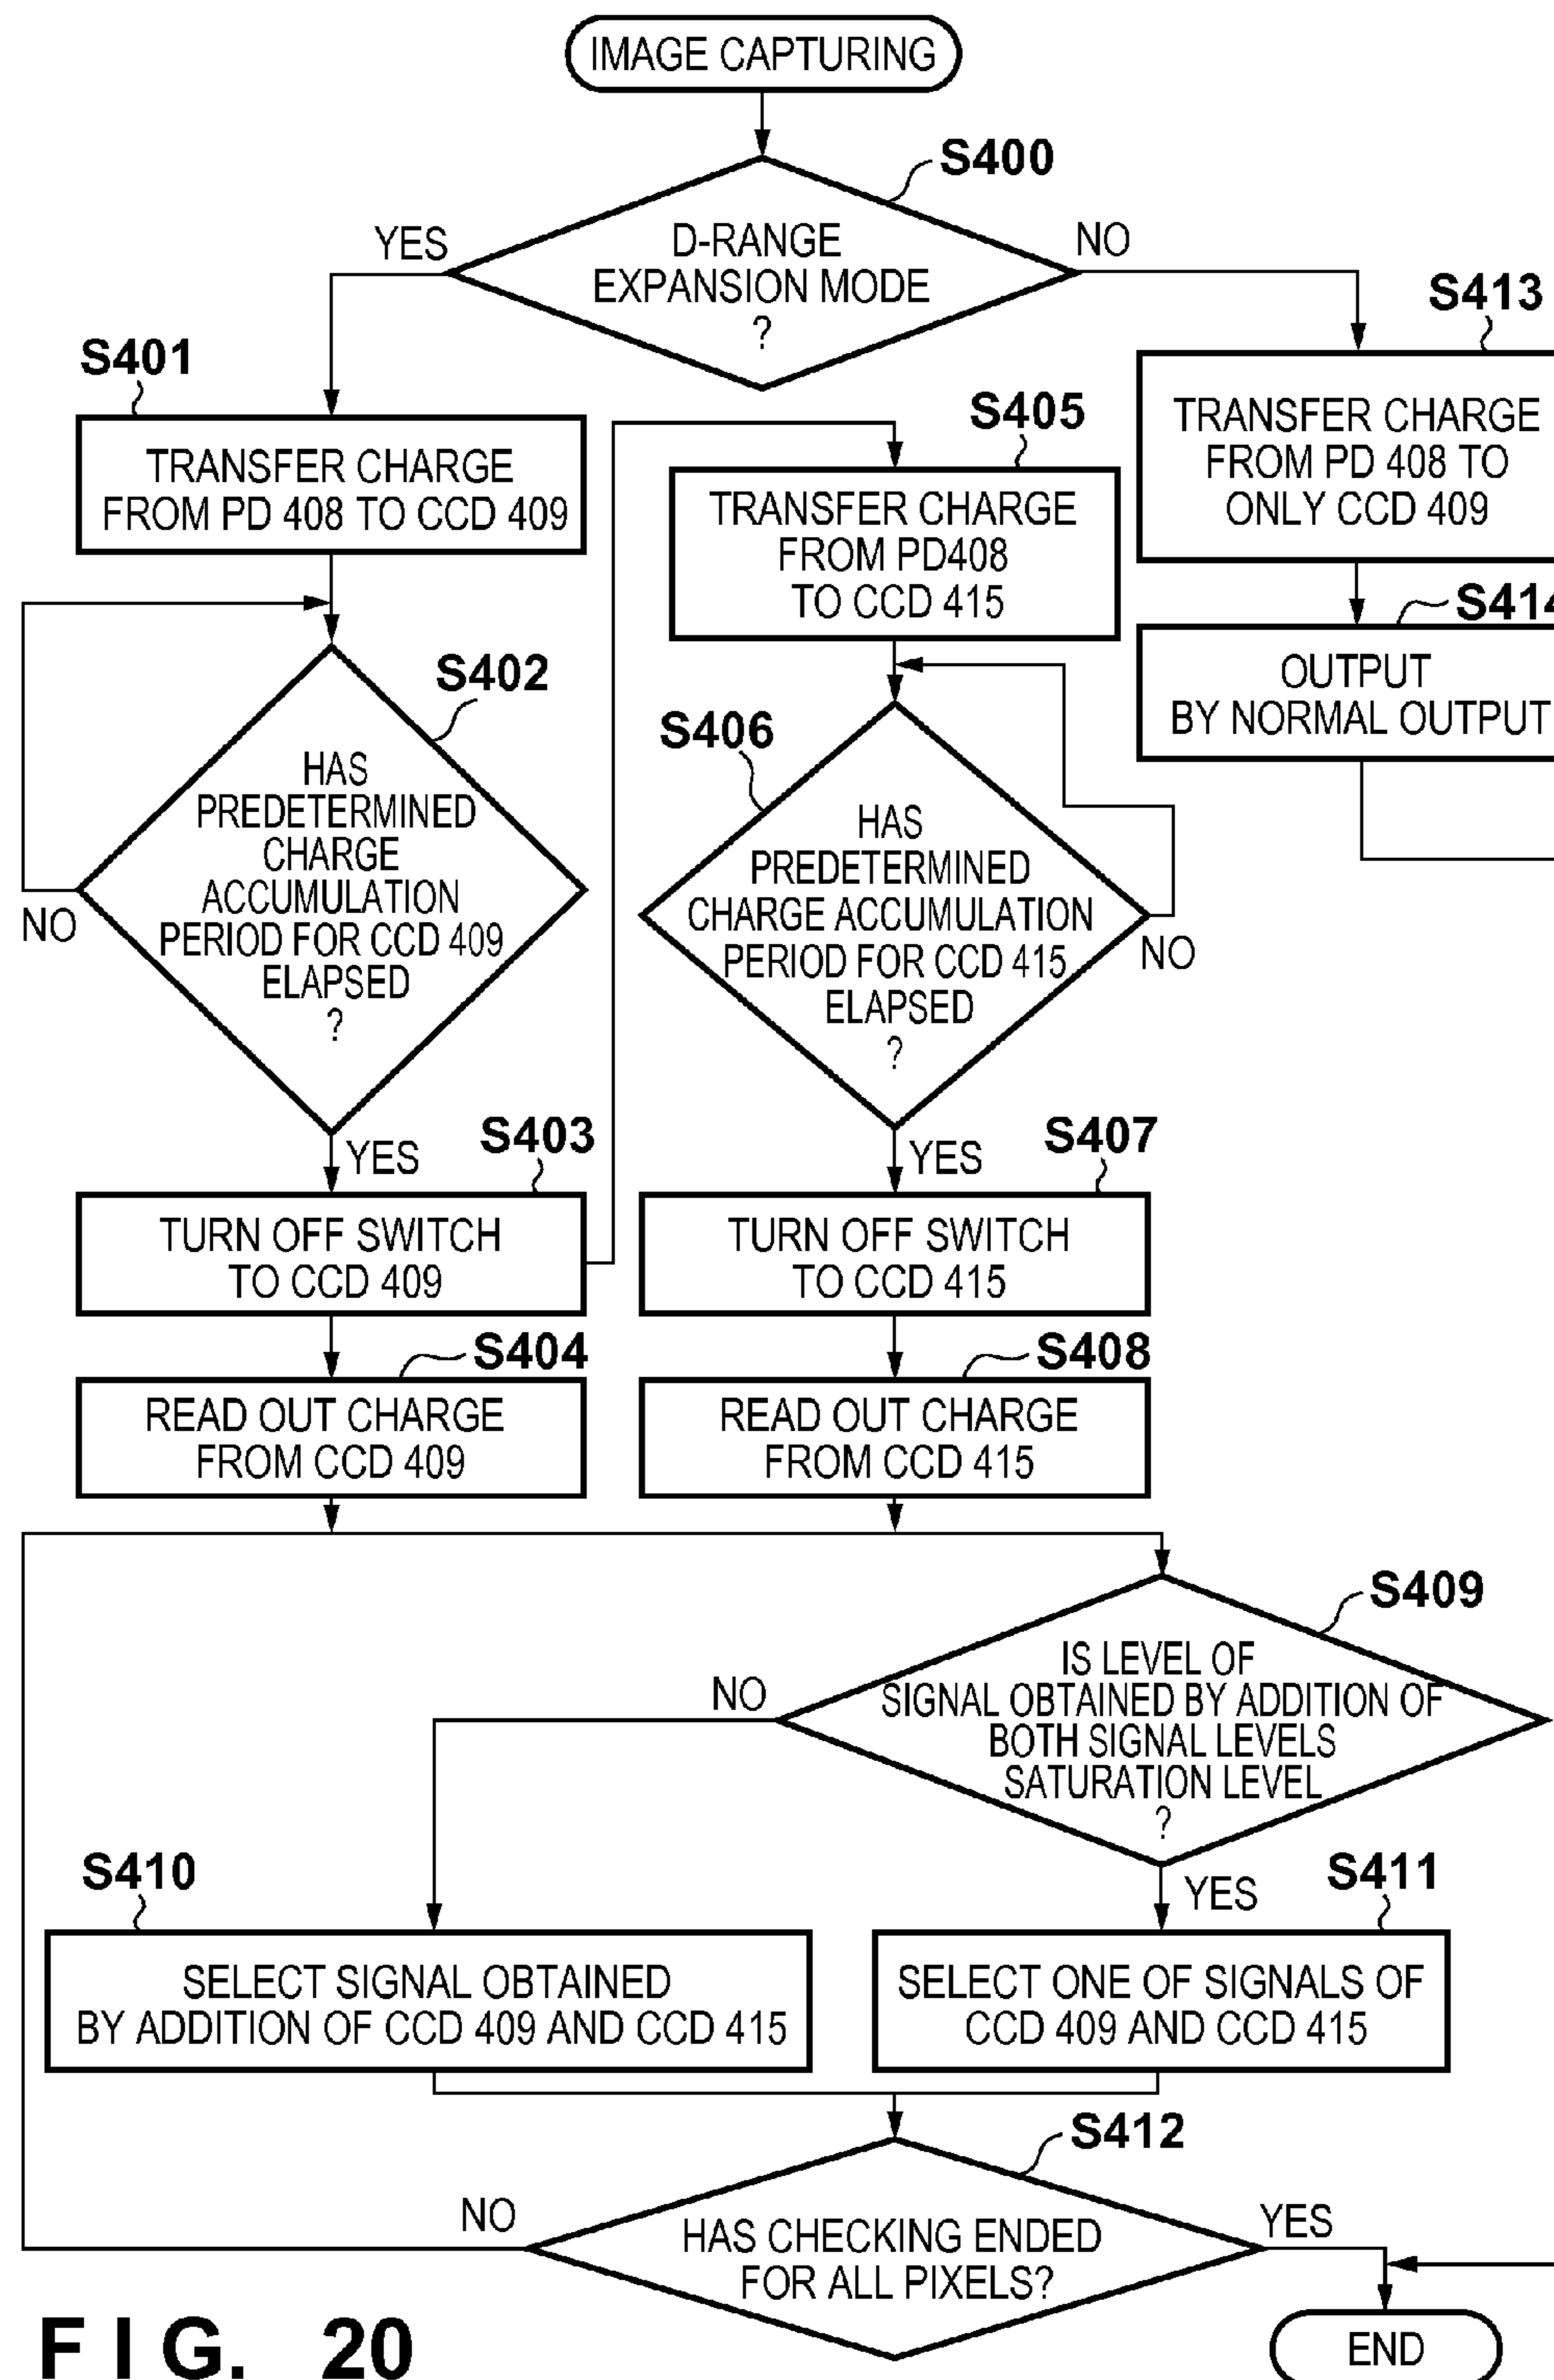 IMAGE CAPTURING
S400
D-RANGE
EXPANSION MODE
?
YES
NO
S401
TRANSFER CHARGE
FROM PD 408 TO CCD 409
S402
HAS
PREDETERMINED
CHARGE
ACCUMULATION
PERIOD FOR CCD 409
ELAPSED
?
NO
YES
S403
TURN OFF SWITCH
TO CCD 409
S404
READ OUT CHARGE
FROM CCD 409
S405
TRANSFER CHARGE
FROM PD408
TO CCD 415
S406
HAS
PREDETERMINED
CHARGE ACCUMULATION
PERIOD FOR CCD 415
ELAPSED
?
NO
YES
S407
TURN OFF SWITCH
TO CCD 415
S408
READ OUT CHARGE
FROM CCD 415
S413
TRANSFER CHARGE
FROM PD 408 TO
ONLY CCD 409
S414
OUTPUT
BY NORMAL OUTPUT
S409
IS LEVEL OF
SIGNAL OBTAINED BY ADDITION OF
BOTH SIGNAL LEVELS
SATURATION LEVEL
?
NO
YES
S410
SELECT SIGNAL OBTAINED
BY ADDITION OF CCD 409 AND CCD 415
S411
SELECT ONE OF SIGNALS OF
CCD 409 AND CCD 415
S412
HAS CHECKING ENDED
FOR ALL PIXELS?
NO
YES
END
FIG. 20